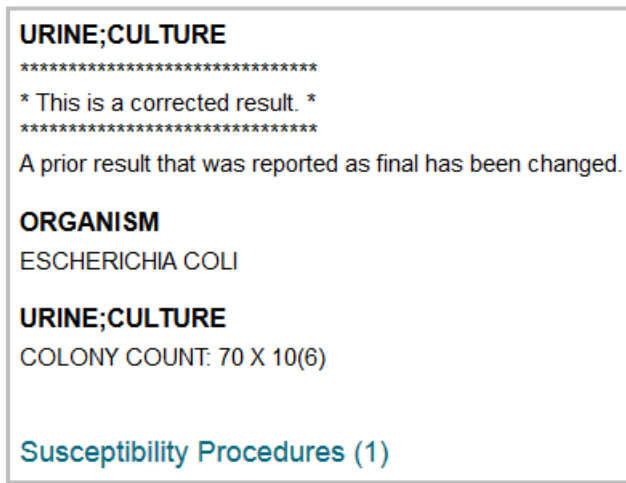 URINE;CULTURE
*******************************
* This is a corrected result. *
*******************************
A prior result that was reported as final has been changed.
ORGANISM
ESCHERICHIA COLI
URINE;CULTURE
COLONY COUNT: 70 X 10(6)
Susceptibility Procedures (1)